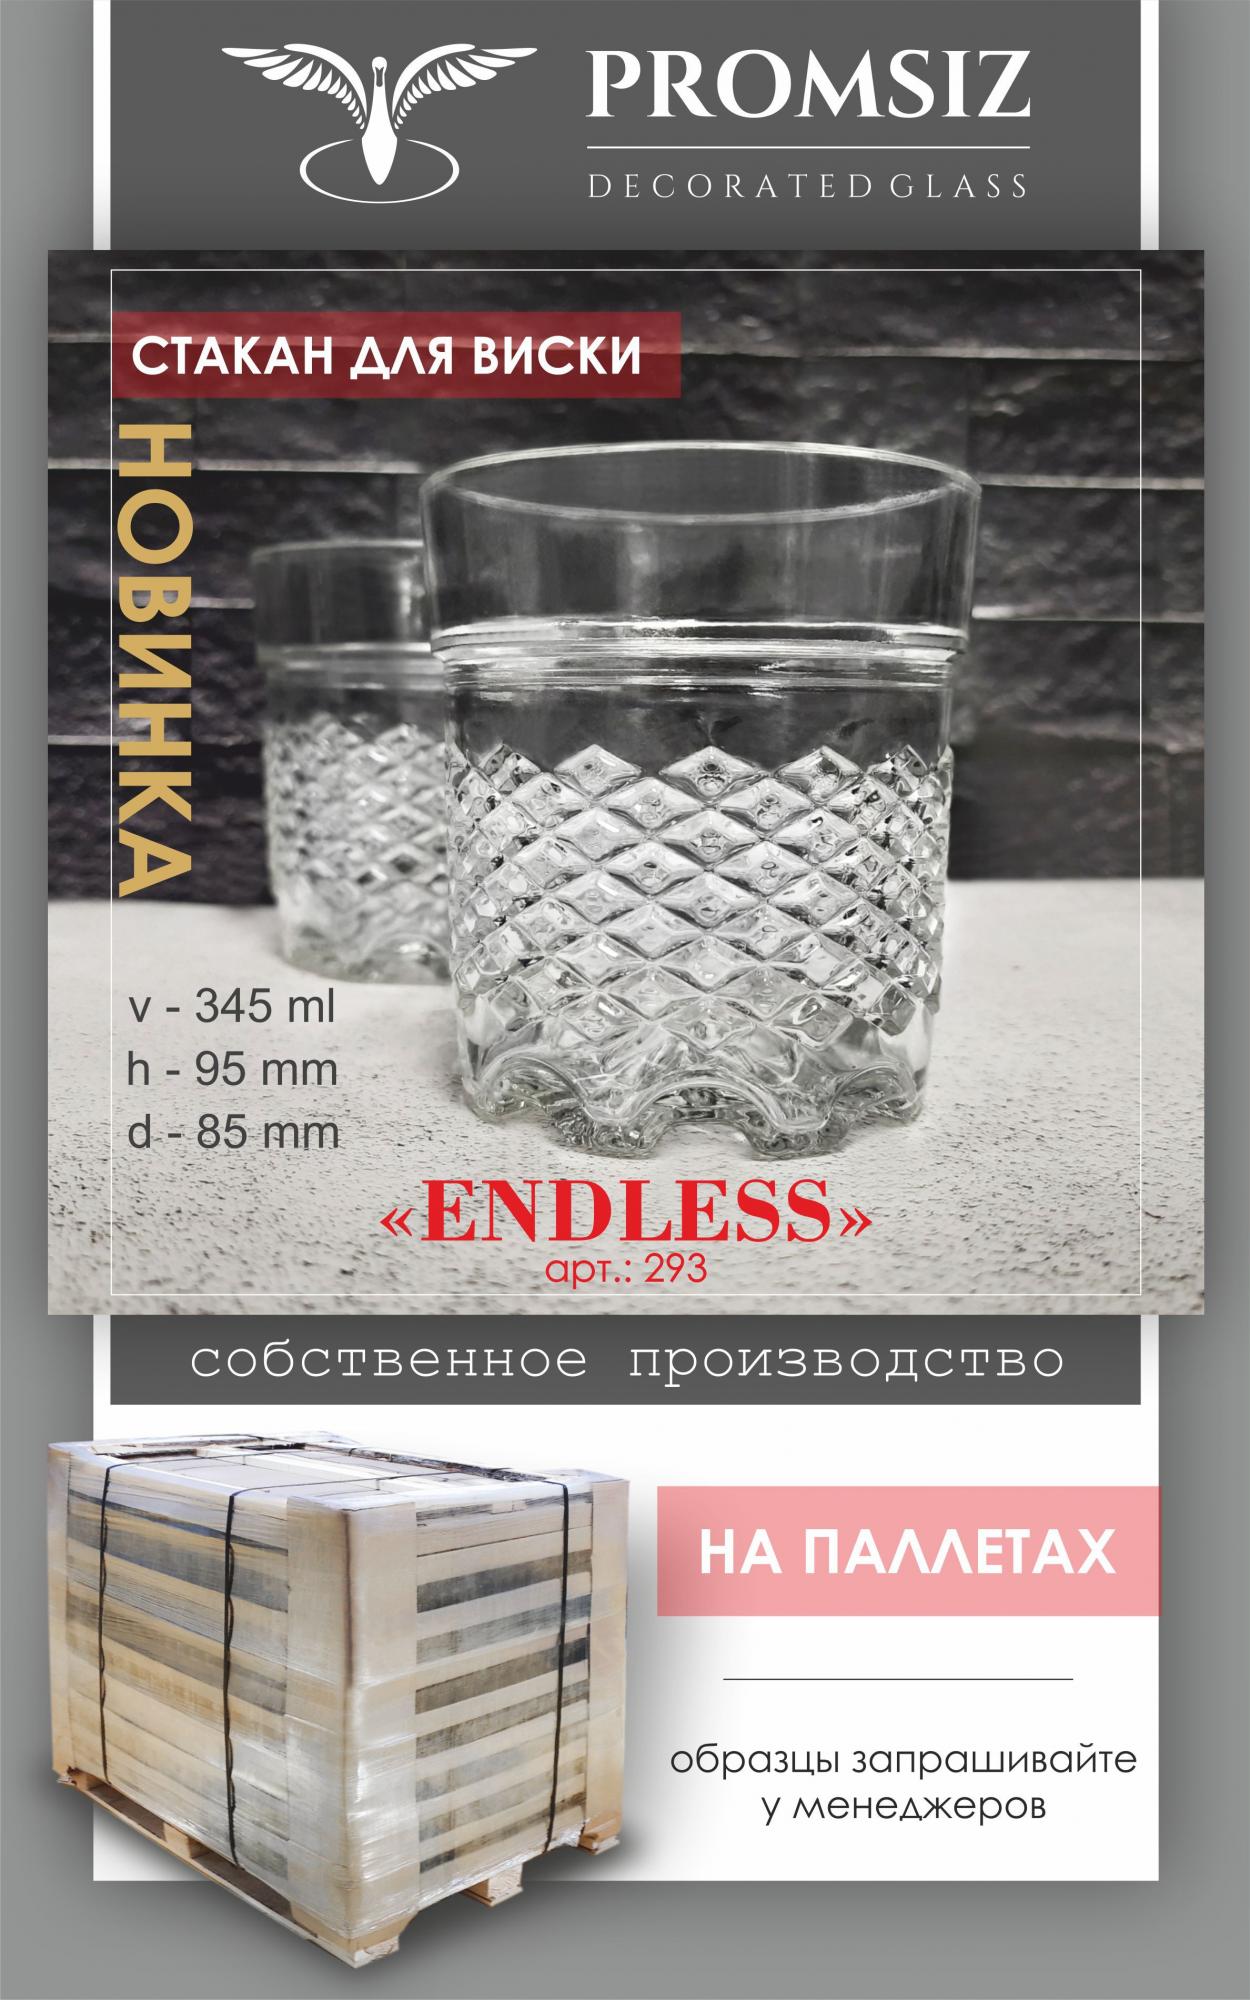 PROMSIZ
DECORATED GLASS
СТАКАН ДЛЯ ВИСКИ
НОВИНКА
v - 345 ml
h - 95 mm
d - 85 mm
«ENDLESS»
арт.: 293
собственное производство
НА ПАЛЛЕТАХ
образцы запрашивайте
у менеджеров